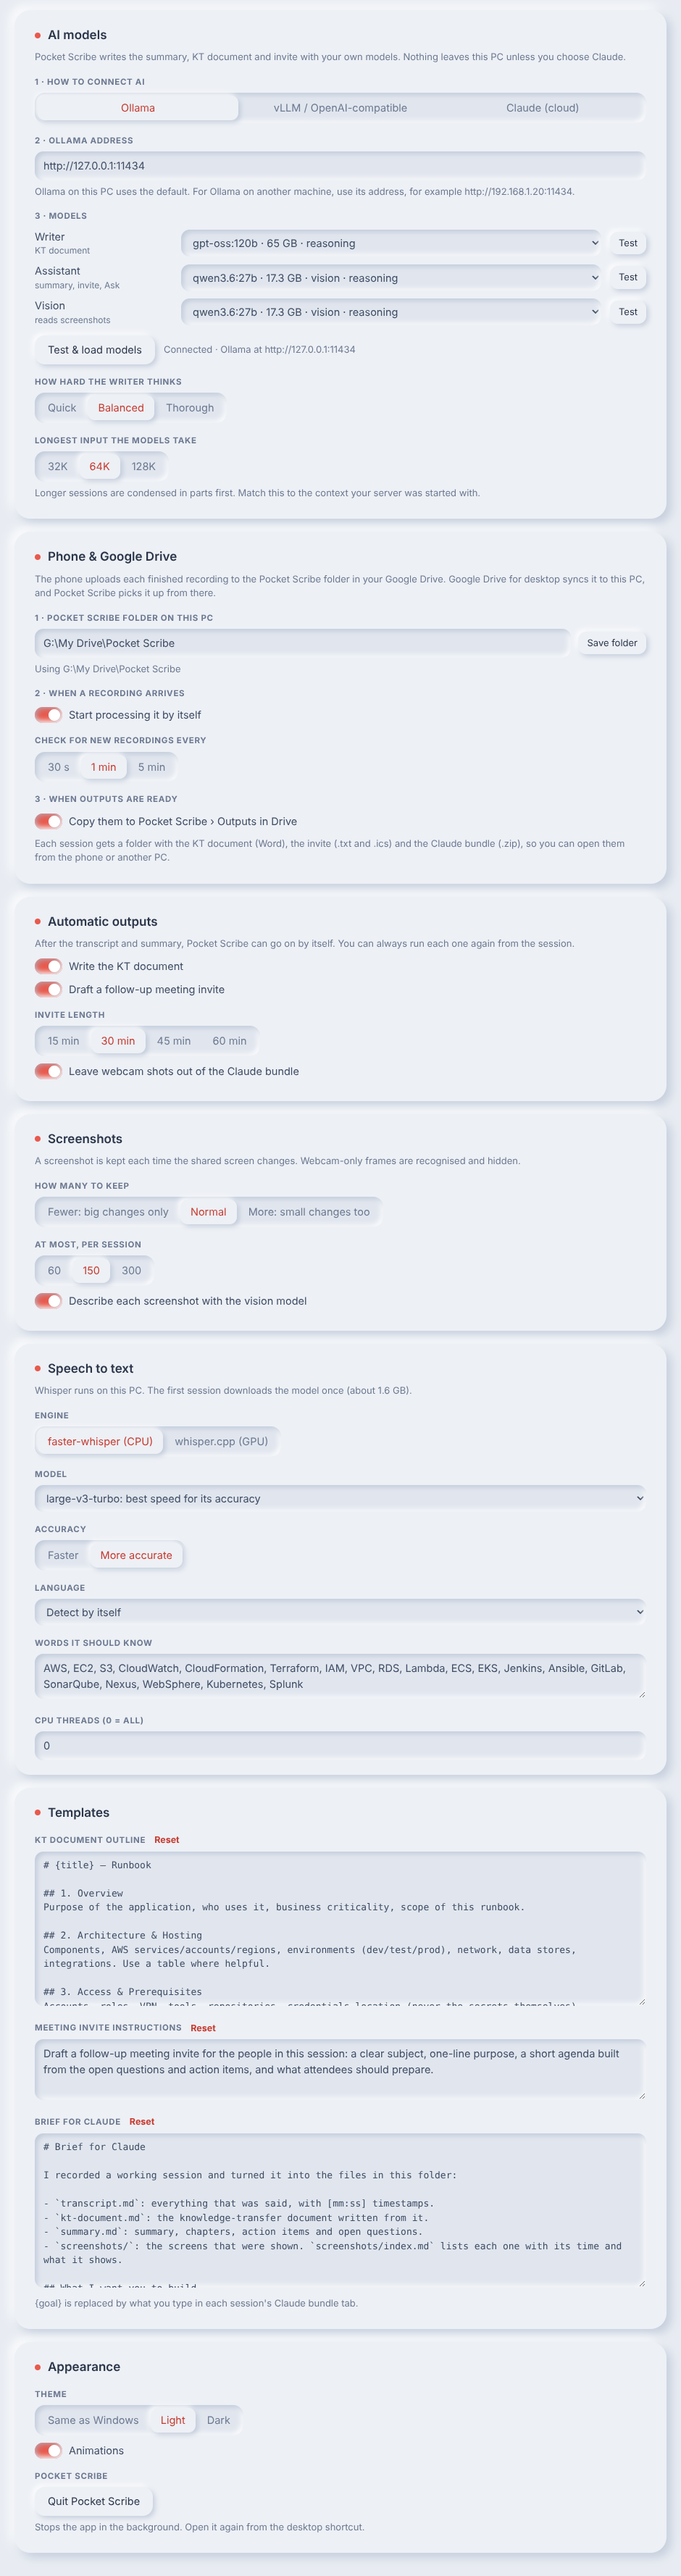 AI models
Pocket Scribe writes the summary, KT document and invite with your own models. Nothing leaves this PC unless you choose Claude.
1 · HOW TO CONNECT AI
Ollama
vLLM / OpenAI-compatible
Claude (cloud)
2 · OLLAMA ADDRESS
http://127.0.0.1:11434
Ollama on this PC uses the default. For Ollama on another machine, use its address, for example http://192.168.1.20:11434.
3 · MODELS
Writer
KT document
gpt-oss:120b · 65 GB · reasoning
Test
Assistant
summary, invite, Ask
qwen3.6:27b · 17.3 GB · vision · reasoning
Test
Vision
reads screenshots
qwen3.6:27b · 17.3 GB · vision · reasoning
Test
Test & load models
Connected · Ollama at http://127.0.0.1:11434
HOW HARD THE WRITER THINKS
Quick
Balanced
Thorough
LONGEST INPUT THE MODELS TAKE
32K
64K
128K
Longer sessions are condensed in parts first. Match this to the context your server was started with.
Phone & Google Drive
The phone uploads each finished recording to the Pocket Scribe folder in your Google Drive. Google Drive for desktop syncs it to this PC,
and Pocket Scribe picks it up from there.
1 · POCKET SCRIBE FOLDER ON THIS PC
G:\My Drive\Pocket Scribe
Save folder
Using G:\My Drive\Pocket Scribe
2 · WHEN A RECORDING ARRIVES
Start processing it by itself
CHECK FOR NEW RECORDINGS EVERY
30 s
1 min
5 min
3 · WHEN OUTPUTS ARE READY
Copy them to Pocket Scribe › Outputs in Drive
Each session gets a folder with the KT document (Word), the invite (.txt and .ics) and the Claude bundle (.zip), so you can open them
from the phone or another PC.
Automatic outputs
After the transcript and summary, Pocket Scribe can go on by itself. You can always run each one again from the session.
Write the KT document
Draft a follow-up meeting invite
INVITE LENGTH
15 min
30 min
45 min
60 min
Leave webcam shots out of the Claude bundle
Screenshots
A screenshot is kept each time the shared screen changes. Webcam-only frames are recognised and hidden.
HOW MANY TO KEEP
Fewer: big changes only
Normal
More: small changes too
AT MOST, PER SESSION
60
150
300
Describe each screenshot with the vision model
Speech to text
Whisper runs on this PC. The first session downloads the model once (about 1.6 GB).
ENGINE
faster-whisper (CPU)
whisper.cpp (GPU)
MODEL
large-v3-turbo: best speed for its accuracy
ACCURACY
Faster
More accurate
LANGUAGE
Detect by itself
WORDS IT SHOULD KNOW
AWS, EC2, S3, CloudWatch, CloudFormation, Terraform, IAM, VPC, RDS, Lambda, ECS, EKS, Jenkins, Ansible, GitLab,
SonarQube, Nexus, WebSphere, Kubernetes, Splunk
CPU THREADS (0 = ALL)
0
Templates
KT DOCUMENT OUTLINE
Reset
# {title} — Runbook
## 1. Overview
Purpose of the application, who uses it, business criticality, scope of this runbook.
## 2. Architecture & Hosting
Components, AWS services/accounts/regions, environments (dev/test/prod), network, data stores,
integrations. Use a table where helpful.
## 3. Access & Prerequisites
Accounts, roles, VPN, tools, repositories, credentials location (never the secrets themselves)
MEETING INVITE INSTRUCTIONS
Reset
Draft a follow-up meeting invite for the people in this session: a clear subject, one-line purpose, a short agenda built
from the open questions and action items, and what attendees should prepare.
BRIEF FOR CLAUDE
Reset
# Brief for Claude
I recorded a working session and turned it into the files in this folder:
- `transcript.md`: everything that was said, with [mm:ss] timestamps.
- `kt-document.md`: the knowledge-transfer document written from it.
- `summary.md`: summary, chapters, action items and open questions.
- `screenshots/`: the screens that were shown. `screenshots/index.md` lists each one with its time and
what it shows.
## What I want you to build
{goal} is replaced by what you type in each session's Claude bundle tab.
Appearance
THEME
Same as Windows
Light
Dark
Animations
POCKET SCRIBE
Quit Pocket Scribe
Stops the app in the background. Open it again from the desktop shortcut.